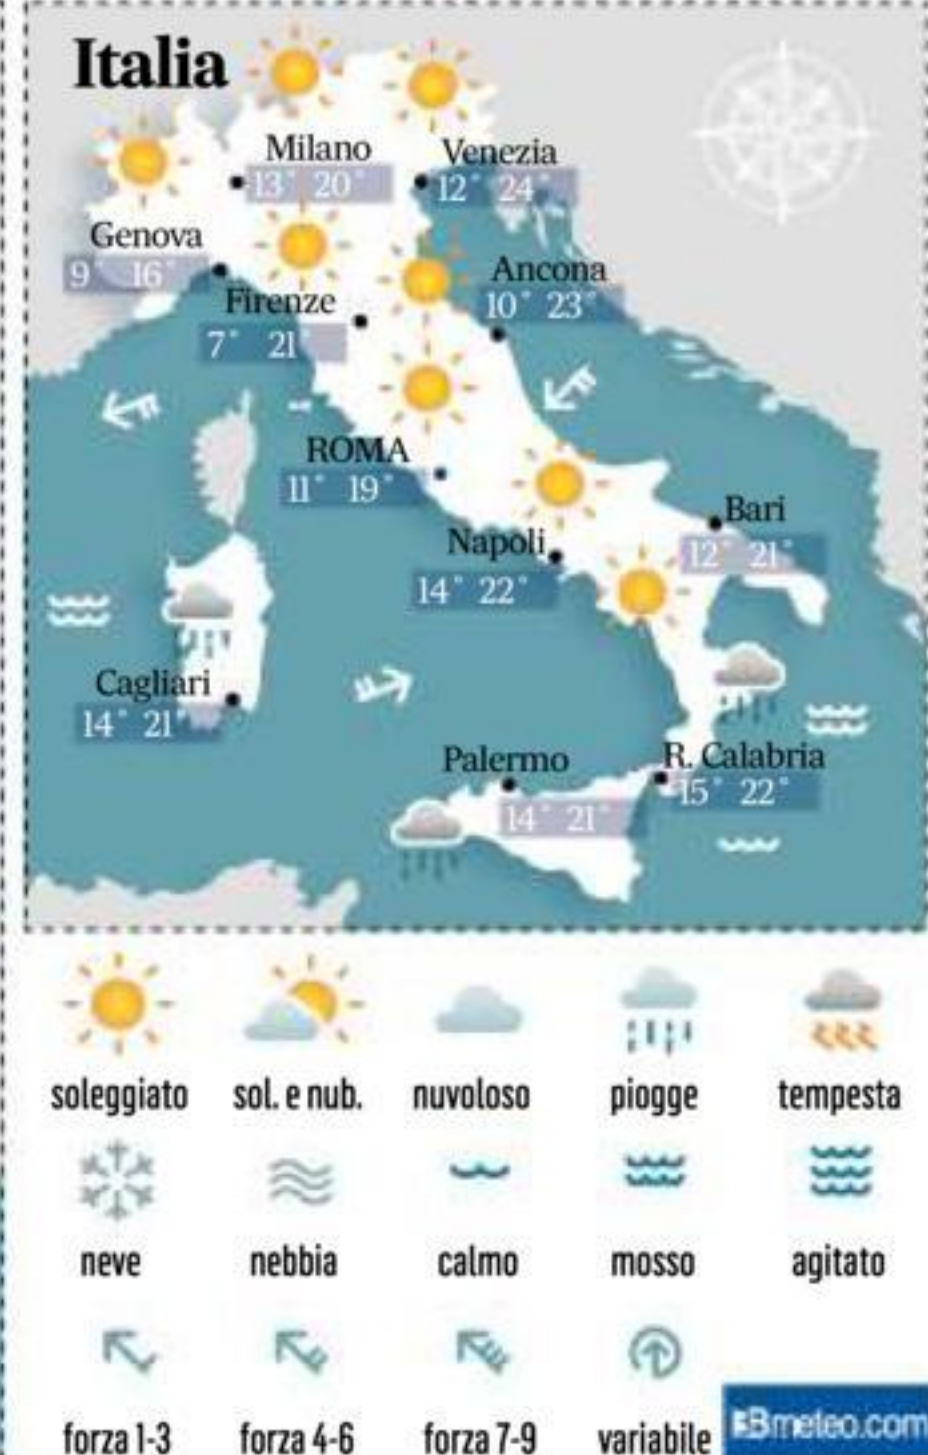 Italia
Milano
13° 20°
Venezia
12° 24°
Genova
9° 16°
Ancona
10° 23°
Firenze
7° 21°
ROMA
11° 19°
Bari
12° 21°
Napoli
14° 22°
Cagliari
14° 21°
Palermo
14° 21°
R. Calabria
15° 22°
soleggiato sol. e nub. nuvoloso piogge tempesta
neve nebbia calmo mosso agitato
forza 1-3 forza 4-6 forza 7-9 variabile
3Bmeteo.com